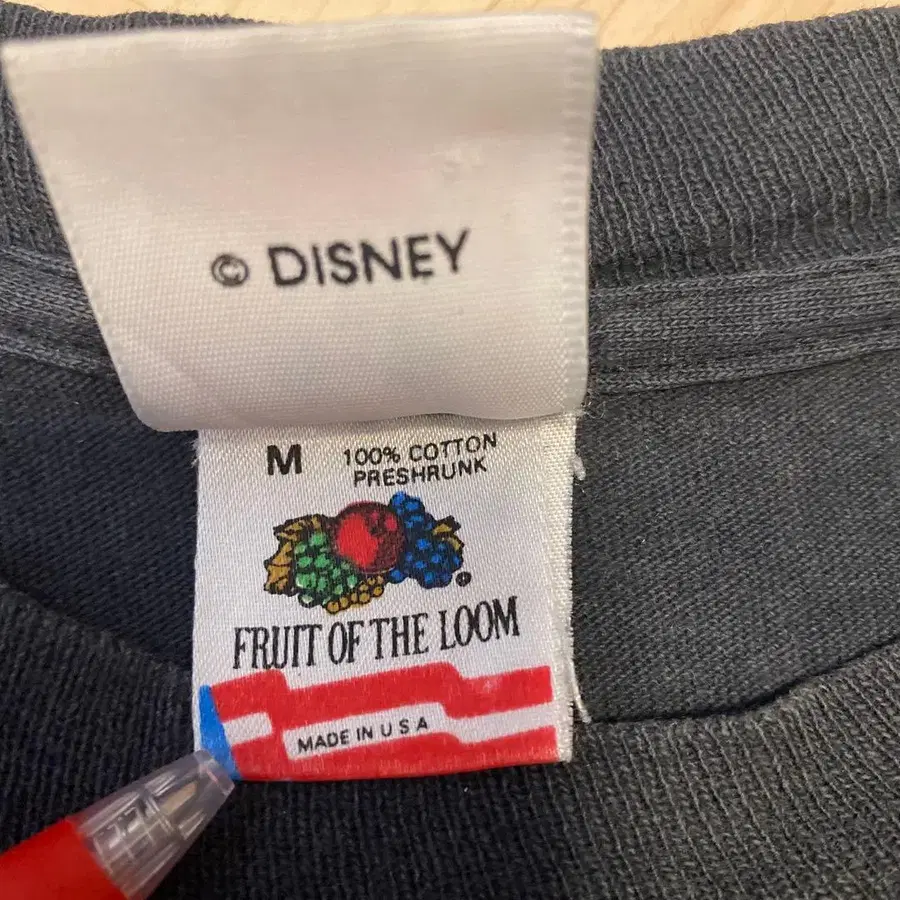 © DISNEY
M 100% COTTON
PRESHRUNK
FRUIT OF THE LOOM
MADE IN U S A